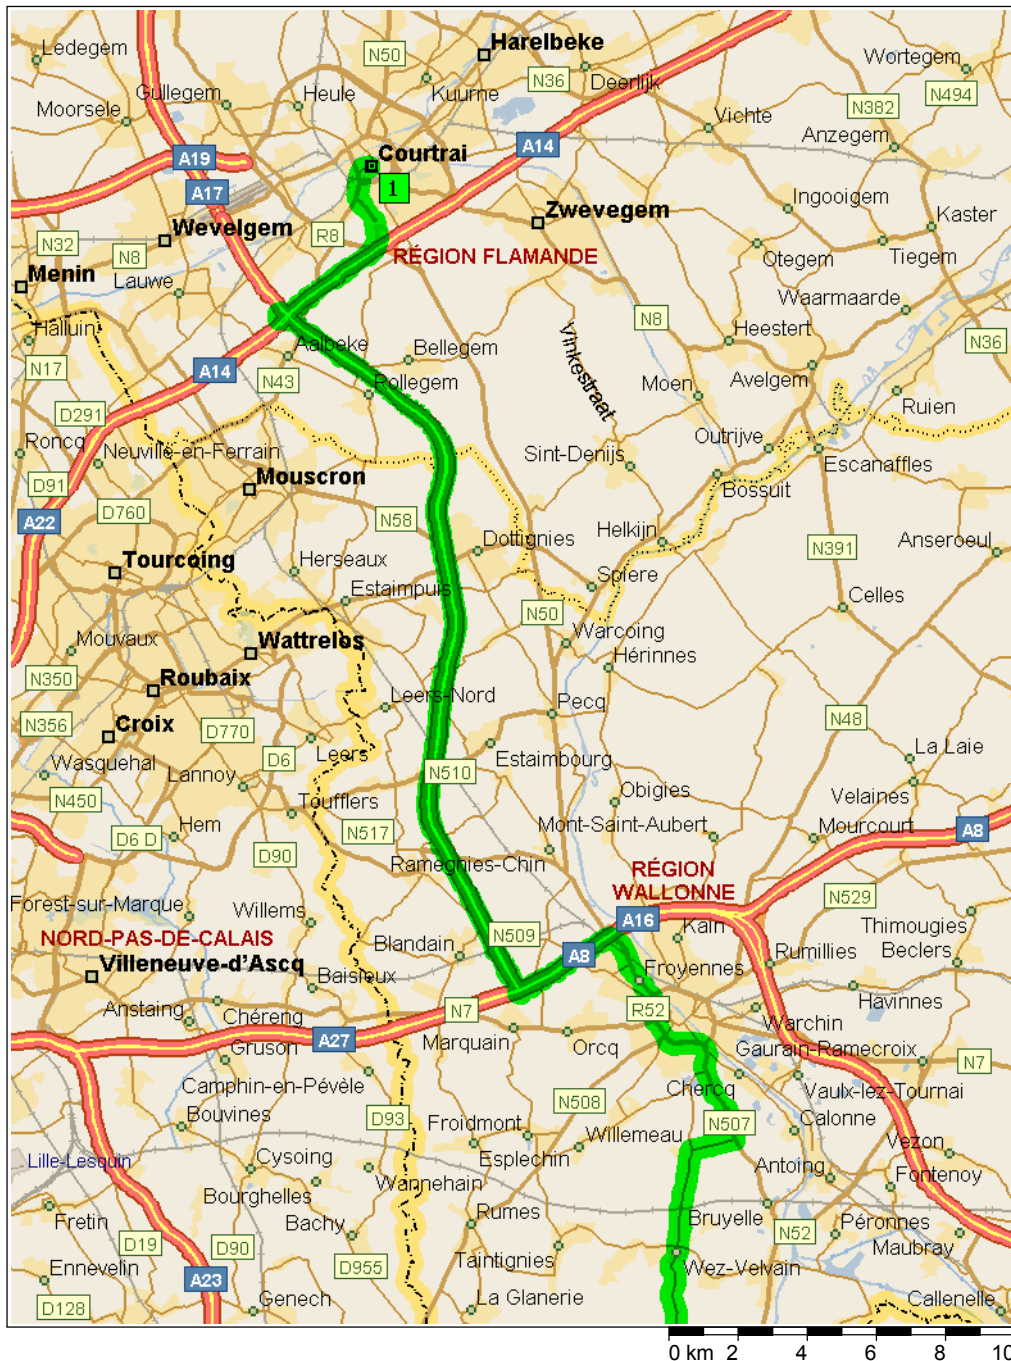 Ledegem
N50
Harelbeke
Wortegem
N36
Deerlijk
N494
Gullegem
Heule
Kuurne
N382
Moorsele
Vichte
Anzegem
A19
Courtrai
A14
A17
1
Ingooigem
Zwevegem
Kaster
N32
Wevelgem
R8
N8
RÉGION FLAMANDE
Otegem
Tiegem
Menin
Lauwe
Waarmaarde
Halluin
N8
Heestert
N36
Aalbeke
Bellegem
Vinkestraat
N17
A14
N43
Rollegem
Moen
Avelgem
Ruien
D291
Roncq
Neuville-en-Ferrain
Outrijve
Sint-Denijs
Escanaffles
D91
Mouscron
Bossuit
A22
D760
N58
Helkijn
N391
Anseroeul
Dottignies
Tourcoing
Herseaux
Estaimpuis
Spiere
Celles
N50
Mouvaux
Wattrelos
Warcoing
Hérinnes
N350
Roubaix
Leers-Nord
Pecq
N356
Croix
D770
N48
D6
Leers
Estaimbourg
La Laie
Wasquehal
Lannoy
N510
N450
Toufflers
Obigies
Velaines
D6 D
Hem
N517
Mont-Saint-Aubert
Mourcourt
A8
D90
Ramegnies-Chin
RÉGION
WALLONNE
N529
Forest-sur-Marque
Willems
A16
Kain
Thimougies
NORD-PAS-DE-CALAIS
Blandain
N509
A8
Rumillies
Beclers
Villeneuve-d'Ascq
Baisieux
Froyennes
Anstaing
Chéreng
N7
R52
Havinnes
Warchin
A27
Marquain
Orcq
Gruson
Gaurain-Ramecroix
N7
Camphin-en-Pévèle
Chercq
Vaulx-lez-Tournai
Bouvines
D93
N508
N507
Calonne
Froidmont
Willemeau
Vezon
Lille-Lesquin
Cysoing
Esplechin
Antoing
Wannehain
Fontenoy
Bourghelles
Fretin
Bachy
Rumes
Bruyelle
Péronnes
D19
D90
N52
Maubray
Taintignies
Ennevelin
A23
D955
Wez-Velvain
D128
Genech
La Glanerie
Callenelle
0 km 2 4 6 8 10